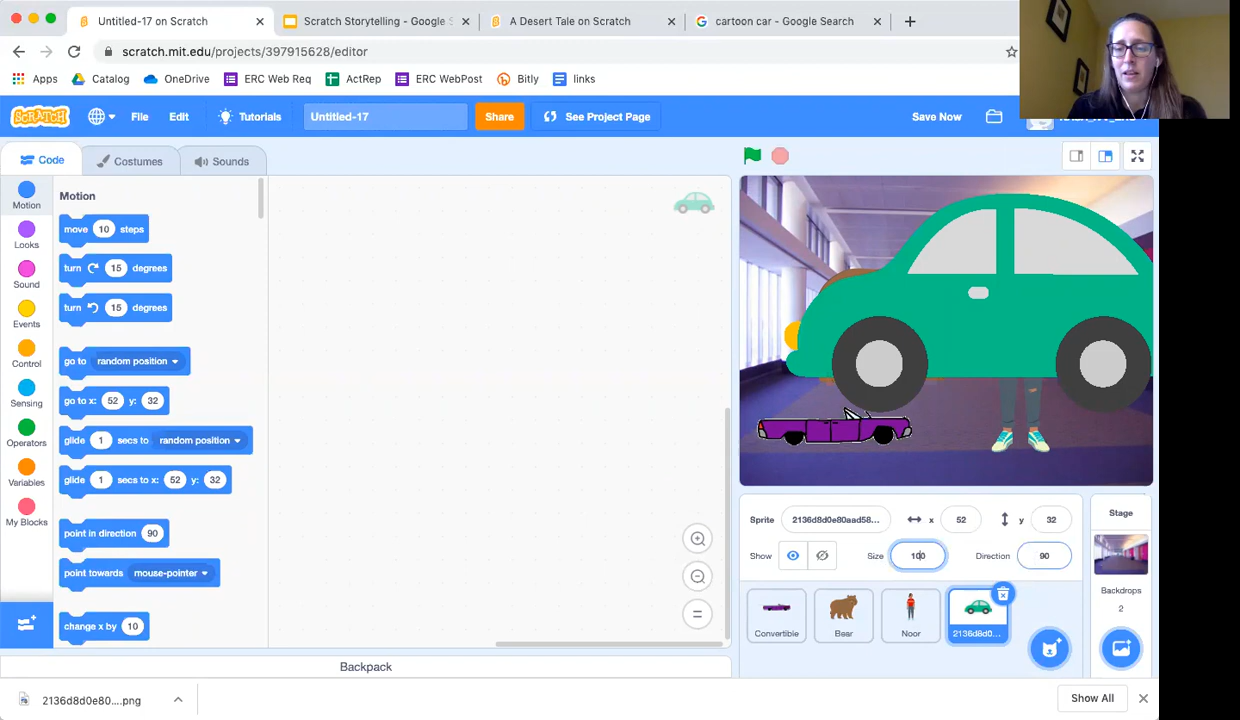 Untitled-17 on Scratch
Scratch Storytelling - Google S
A Desert Tale on Scratch
cartoon car - Google Search
scratch.mit.edu/projects/397915628/editor
Apps
Catalog
OneDrive
ERC Web Req
ActRep
ERC WebPost
Bitly
links
SCRATCH
File
Edit
Tutorials
Untitled-17
Share
See Project Page
Save Now
Code
Costumes
Sounds
Motion
Looks
Sound
Events
Control
Sensing
Operators
Variables
My Blocks
Motion
move 10 steps
turn 15 degrees
turn 15 degrees
go to random position
go to x: 52 y: 32
glide 1 secs to random position
glide 1 secs to x: 52 y: 32
point in direction 90
point towards mouse-pointer
change x by 10
Sprite 2136d8d0e80aad58... x 52 y 32
Show Size 100 Direction 90
Convertible
Bear
Noor
2136d8d0...
Stage
Backdrops
2
Backpack
2136d8d0e80....png
Show All